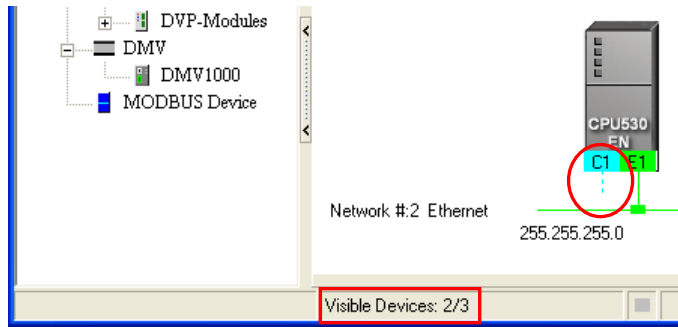 DVP-Modules
DMV
DMV1000
MODBUS Device
CPU530
EN
C1 E1
Network #:2 Ethernet
255.255.255.0
Visible Devices: 2/3